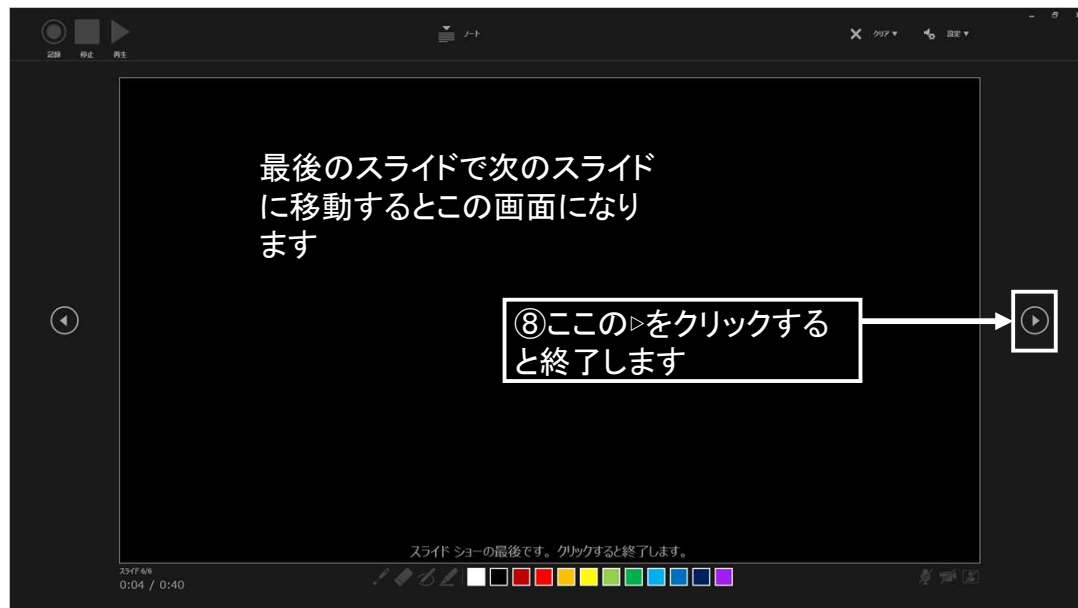 記録 停止 再生
ノート
クリア▼ 設定▼
最後のスライドで次のスライド
に移動するとこの画面になり
ます
⑧ここの▷をクリックする
と終了します
スライド ショーの最後です。クリックすると終了します。
スライド 6/6
0:04 / 0:40